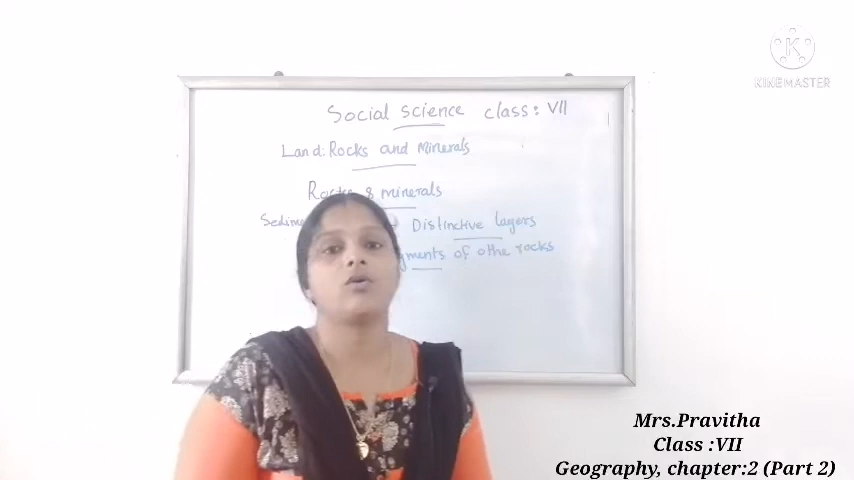 KINEMASTER
Social science class: VII
Land: Rocks and Minerals
Rocks & minerals
Distinctive layers
of othe rocks
Mrs.Pravitha
Class :VII
Geography, chapter:2 (Part 2)